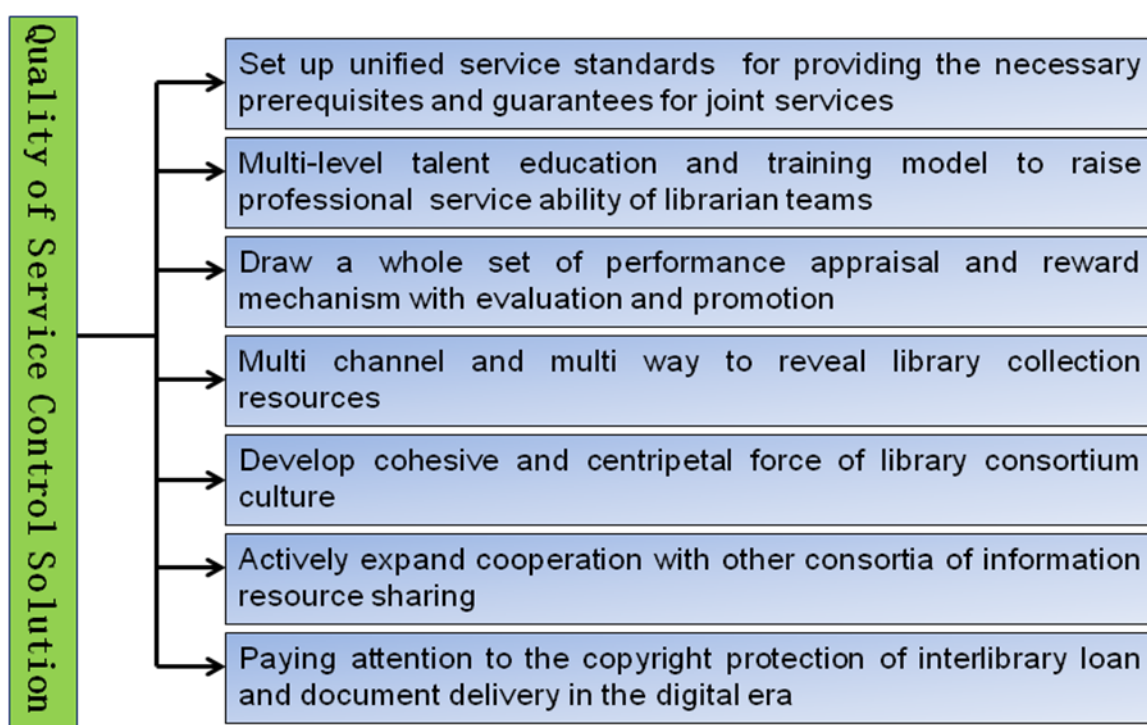 Quality of Service Control Solution
Set up unified service standards for providing the necessary
prerequisites and guarantees for joint services
Multi-level talent education and training model to raise
professional service ability of librarian teams
Draw a whole set of performance appraisal and reward
mechanism with evaluation and promotion
Multi channel and multi way to reveal library collection
resources
Develop cohesive and centripetal force of library consortium
culture
Actively expand cooperation with other consortia of information
resource sharing
Paying attention to the copyright protection of interlibrary loan
and document delivery in the digital era